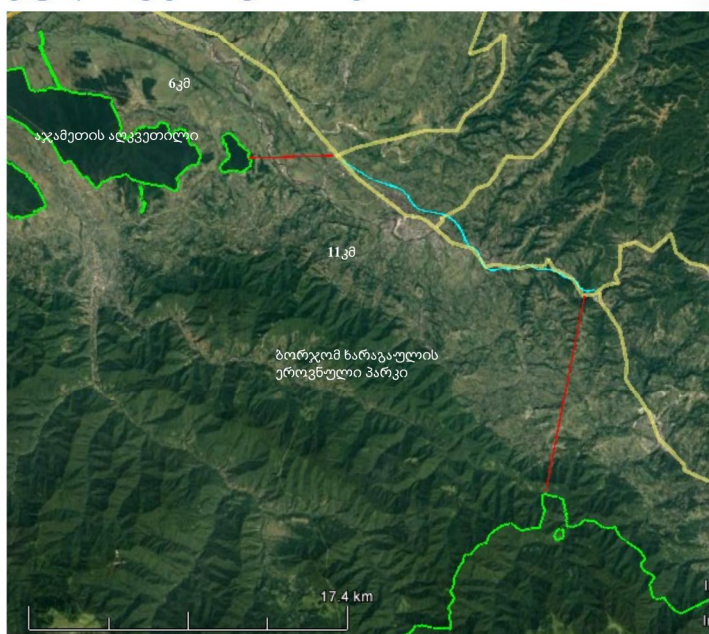 6კმ
აჯამეთის აღკვეთილი
11კმ
ბორჯომ ხარაგაულის
ეროვნული პარკი
17.4 km